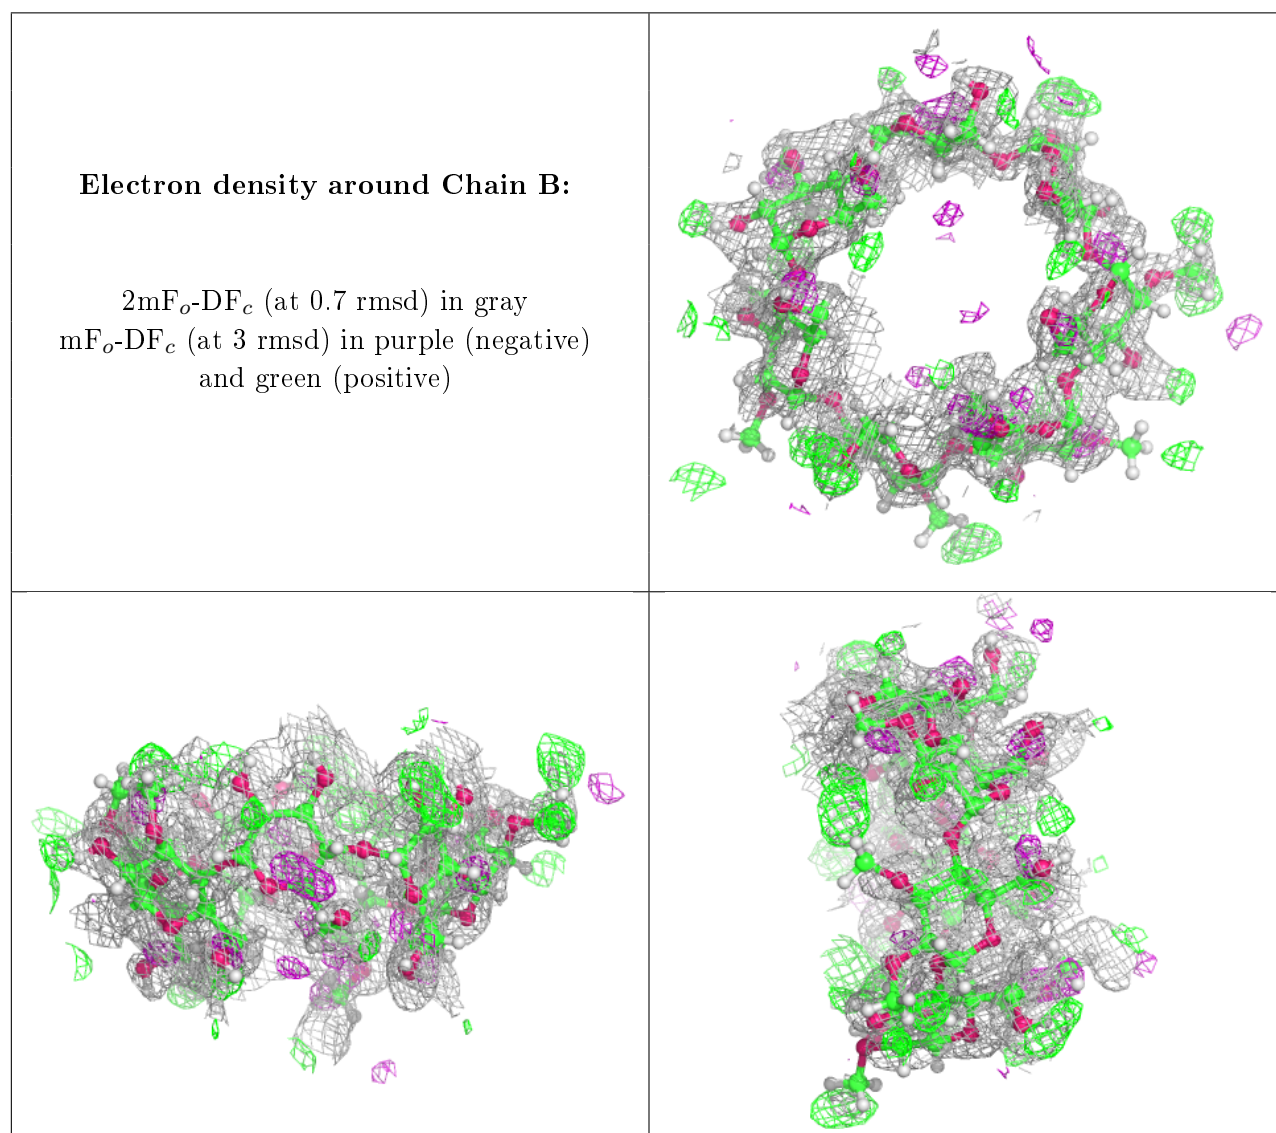 Electron density around Chain B:
2mFₒ-DF𝒸 (at 0.7 rmsd) in gray
mFₒ-DF𝒸 (at 3 rmsd) in purple (negative)
and green (positive)